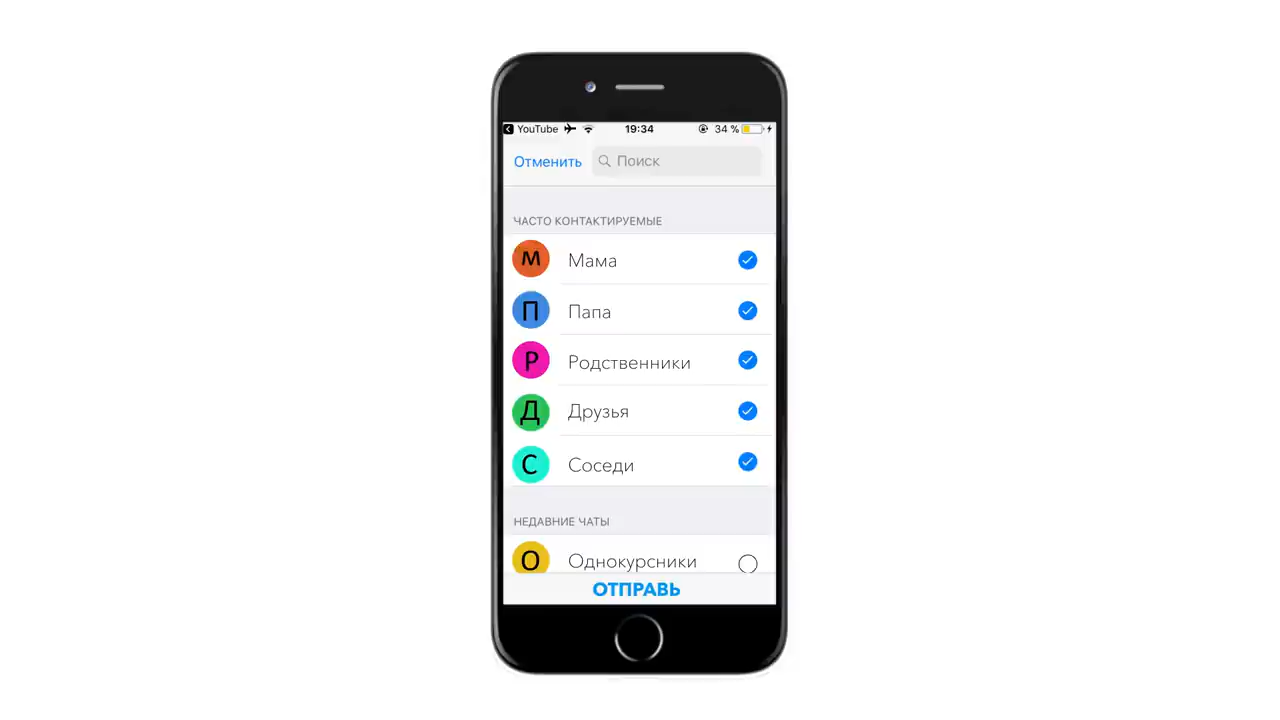 YouTube 19:34 34 %
Отменить Поиск
ЧАСТО КОНТАКТИРУЕМЫЕ
М Мама
П Папа
Р Родственники
Д Друзья
С Соседи
НЕДАВНИЕ ЧАТЫ
О Однокурсники
ОТПРАВЬ